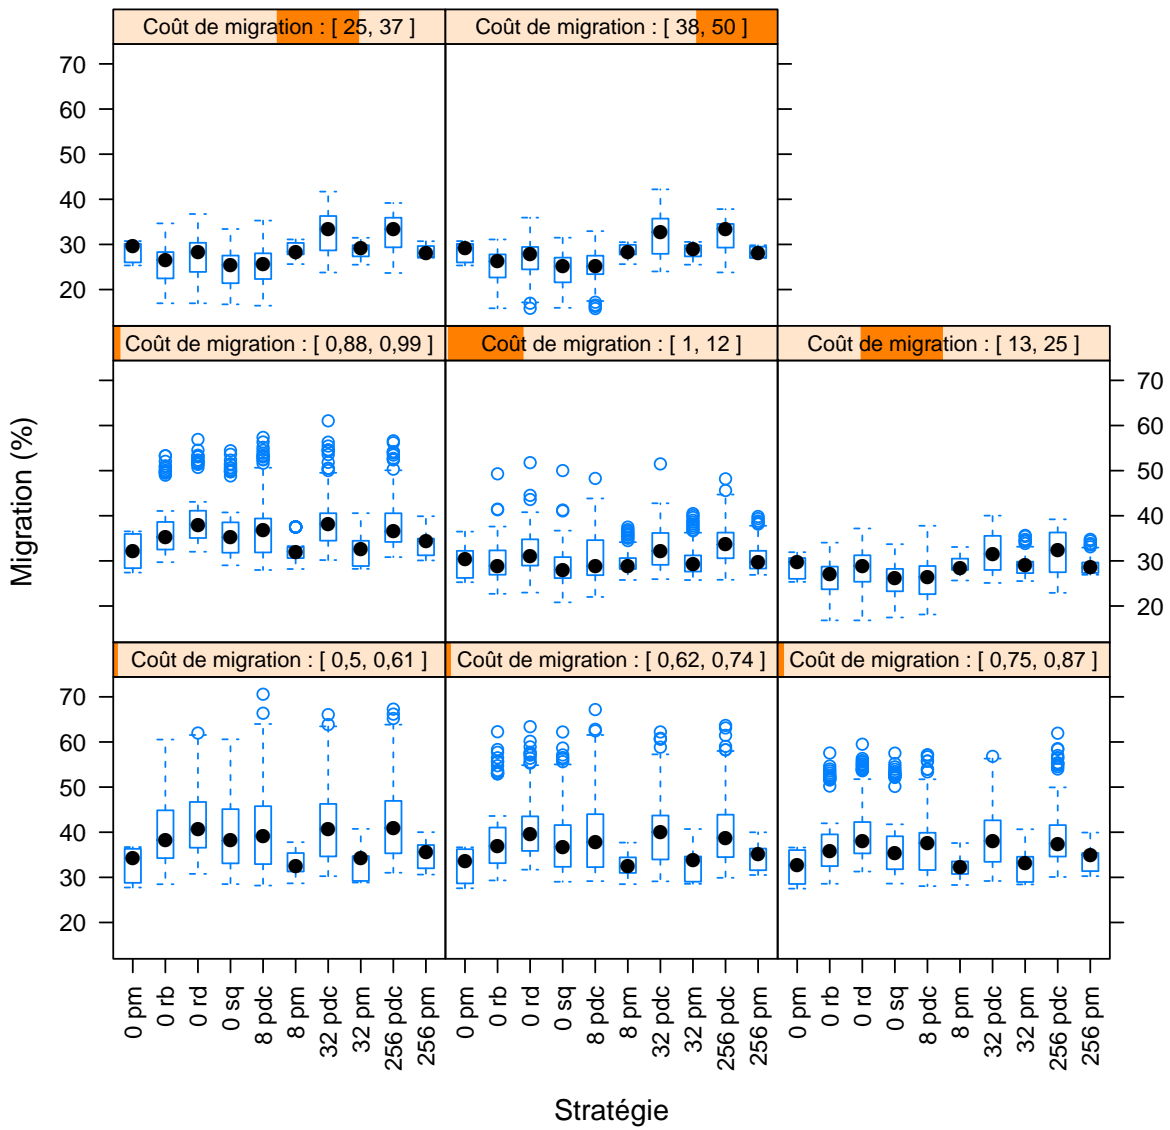 Coût de migration : [ 25, 37 ]
Coût de migration : [ 38, 50 ]
70
60
50
40
30
20
Coût de migration : [ 0,88, 0,99 ]
Coût de migration : [ 1, 12 ]
Coût de migration : [ 13, 25 ]
70
60
50
40
30
20
Migration (%)
Coût de migration : [ 0,5, 0,61 ]
Coût de migration : [ 0,62, 0,74 ]
Coût de migration : [ 0,75, 0,87 ]
70
60
50
40
30
20
0 pm
0 rb
0 rd
0 sq
8 pdc
8 pm
32 pdc
32 pm
256 pdc
256 pm
0 pm
0 rb
0 rd
0 sq
8 pdc
8 pm
32 pdc
32 pm
256 pdc
256 pm
0 pm
0 rb
0 rd
0 sq
8 pdc
8 pm
32 pdc
32 pm
256 pdc
256 pm
Stratégie